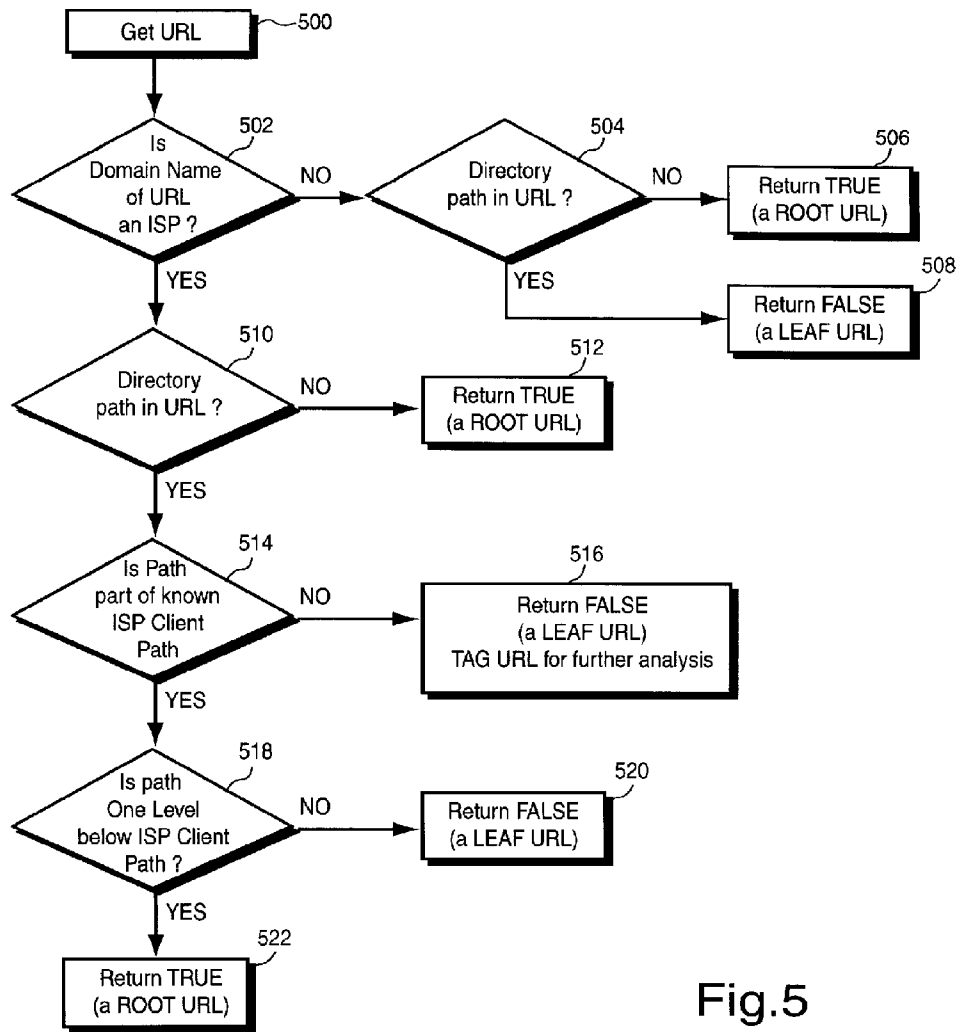 Get URL
500
Is
Domain Name
of URL
an ISP ?
502
NO
YES
Directory
path in URL ?
504
NO
YES
Return TRUE
(a ROOT URL)
506
Return FALSE
(a LEAF URL)
508
Directory
path in URL ?
510
NO
YES
Return TRUE
(a ROOT URL)
512
Is Path
part of known
ISP Client
Path
514
NO
YES
Return FALSE
(a LEAF URL)
TAG URL for further analysis
516
Is path
One Level
below ISP Client
Path ?
518
NO
YES
Return FALSE
(a LEAF URL)
520
Return TRUE
(a ROOT URL)
522
Fig.5